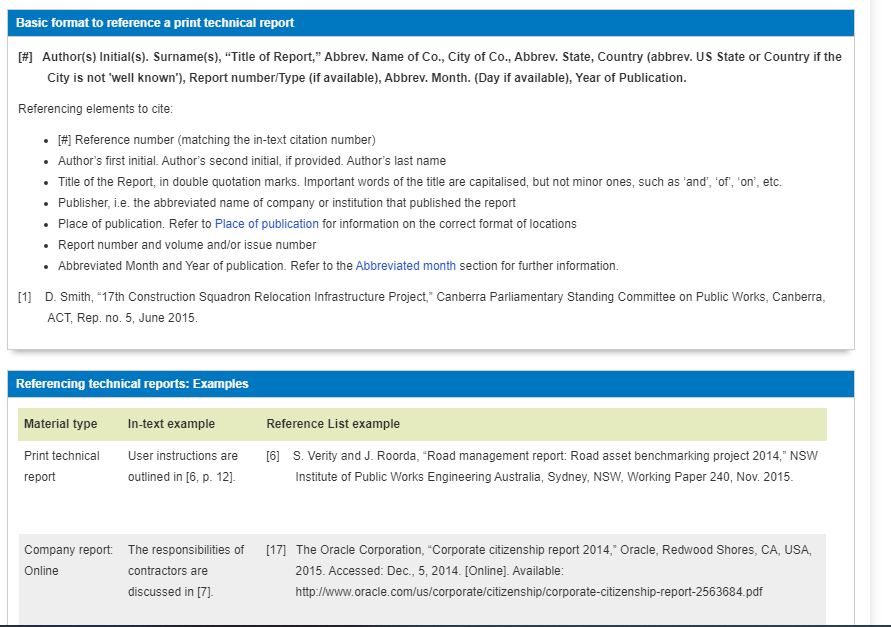 Basic format to reference a print technical report
[#] Author(s) Initial(s). Surname(s), “Title of Report,” Abbrev. Name of Co., City of Co., Abbrev. State, Country (abbrev. US State or Country if the
City is not 'well known'), Report number/Type (if available), Abbrev. Month. (Day if available), Year of Publication.
Referencing elements to cite:
• [#] Reference number (matching the in-text citation number)
• Author’s first initial. Author’s second initial, if provided. Author’s last name
• Title of the Report, in double quotation marks. Important words of the title are capitalised, but not minor ones, such as ‘and’, ‘of’, ‘on’, etc.
• Publisher, i.e. the abbreviated name of company or institution that published the report
• Place of publication. Refer to Place of publication for information on the correct format of locations
• Report number and volume and/or issue number
• Abbreviated Month and Year of publication. Refer to the Abbreviated month section for further information.
[1] D. Smith, “17th Construction Squadron Relocation Infrastructure Project,” Canberra Parliamentary Standing Committee on Public Works, Canberra,
ACT, Rep. no. 5, June 2015.
Referencing technical reports: Examples
Material type In-text example Reference List example
Print technical User instructions are [6] S. Verity and J. Roorda, “Road management report: Road asset benchmarking project 2014,” NSW
report outlined in [6, p. 12]. Institute of Public Works Engineering Australia, Sydney, NSW, Working Paper 240, Nov. 2015.
Company report: The responsibilities of [17] The Oracle Corporation, “Corporate citizenship report 2014,” Oracle, Redwood Shores, CA, USA,
Online contractors are 2015. Accessed: Dec., 5, 2014. [Online]. Available:
discussed in [7]. http://www.oracle.com/us/corporate/citizenship/corporate-citizenship-report-2563684.pdf